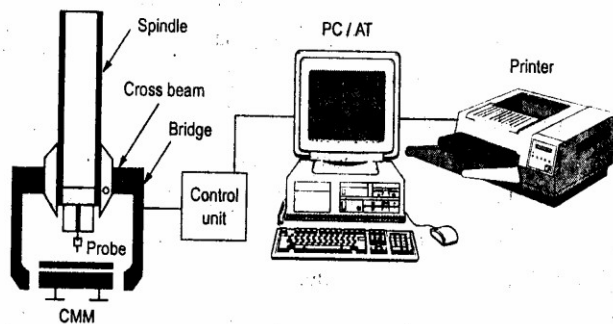 Spindle
PC / AT
Printer
Cross beam
Bridge
Control
unit
Probe
CMM